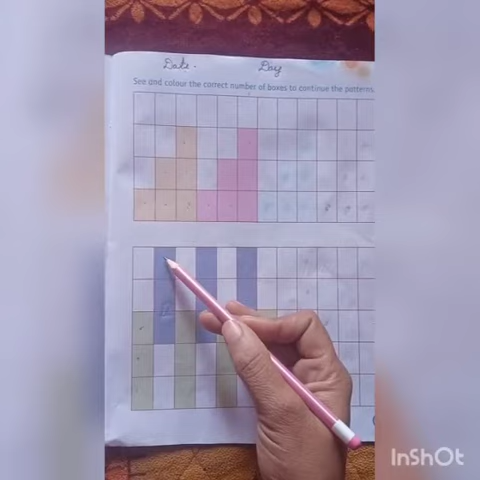 Date. Day
See and colour the correct number of boxes to continue the patterns.
INSHOT